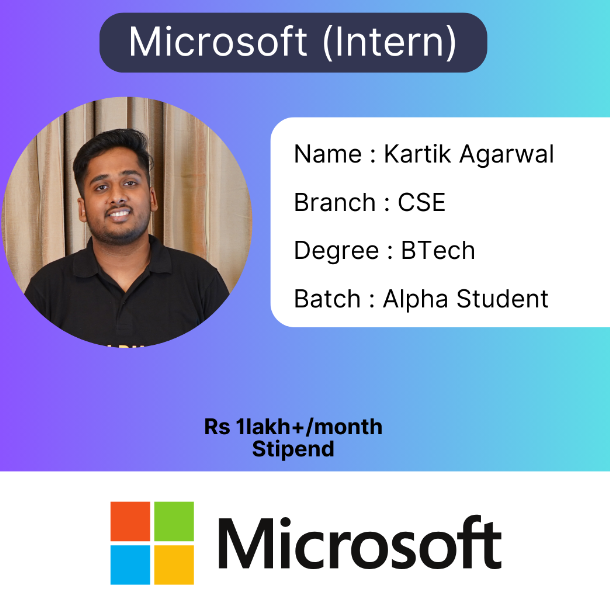 Microsoft (Intern)
Name : Kartik Agarwal
Branch : CSE
Degree : BTech
Batch : Alpha Student
Rs 1lakh+/month
Stipend
Microsoft